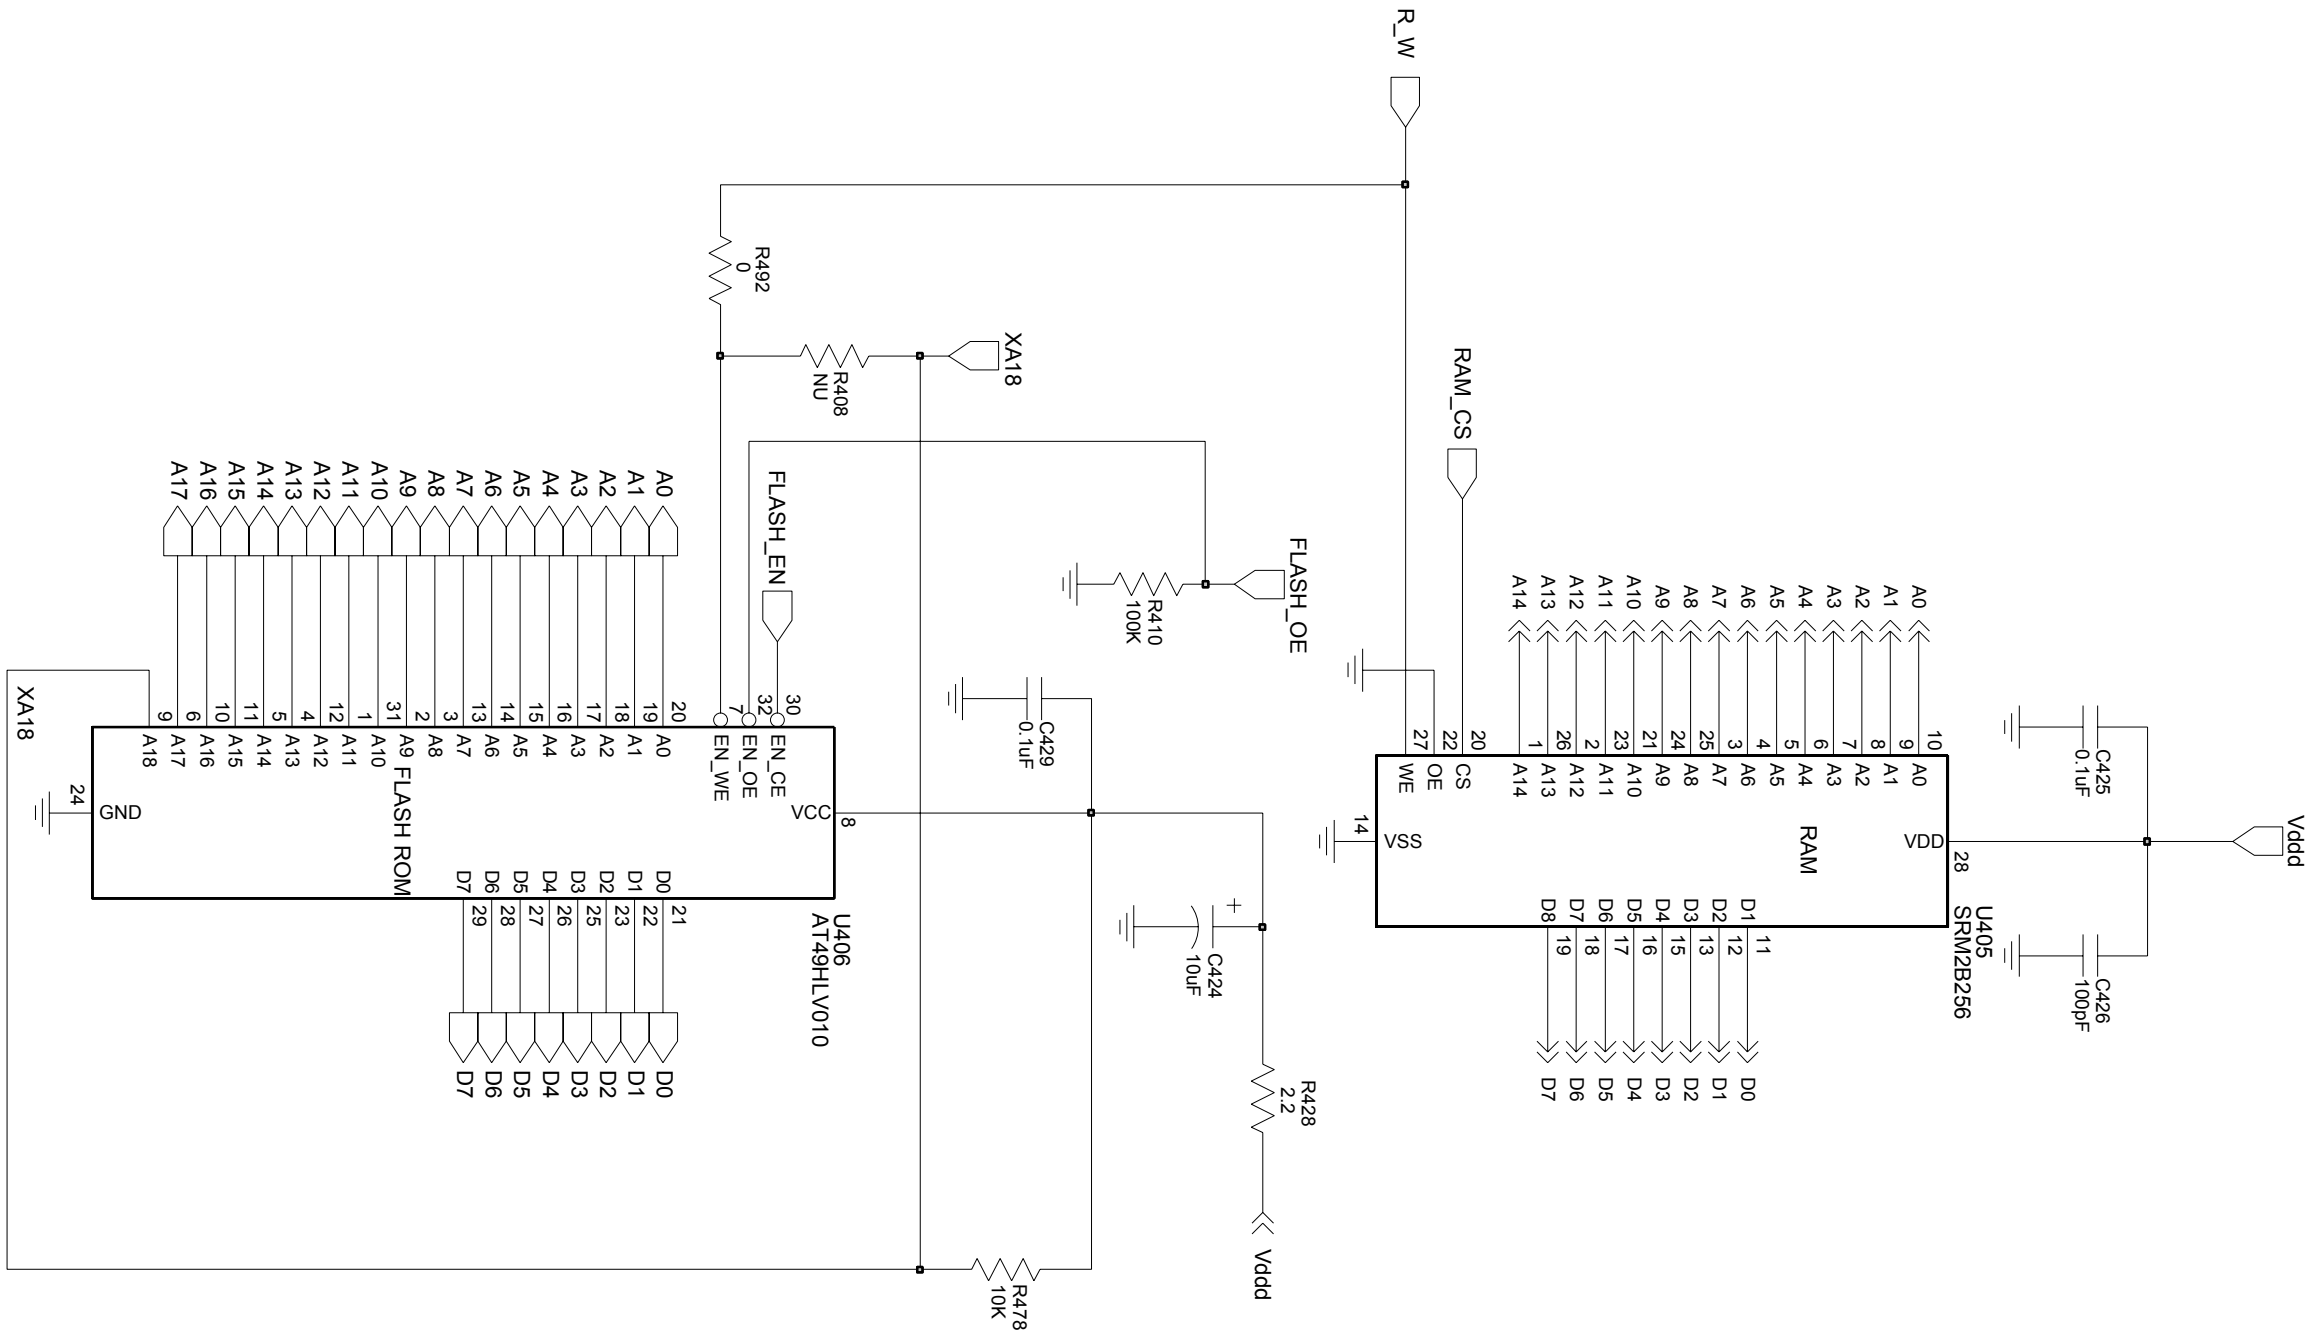 Vddd
C425
0.1uF
C426
100pF
U405
SRM2B256
28
VDD
RAM
A0 10 A0
A1 9 A1
A2 8 A2
A3 7 A3
A4 6 A4
A5 5 A5
A6 4 A6
A7 3 A7
A8 25 A8
A9 24 A9
A10 21 A10
A11 23 A11
A12 2 A12
A13 26 A13
A14 1 A14
D1 11 D0
D2 12 D1
D3 13 D2
D4 15 D3
D5 16 D4
D6 17 D5
D7 18 D6
D8 19 D7
RAM_CS
20 CS
22 OE
27 WE
R_W
14
VSS
FLASH_OE
R410
100K
R428
2.2
Vddd
+
C424
10uF
C429
0.1uF
R478
10K
XA18
R408
NU
R492
0
U406
AT49HLV010
8
VCC
FLASH_EN
30 EN_CE
32 EN_OE
7 EN_WE
A0 20 A0
A1 19 A1
A2 18 A2
A3 17 A3
A4 16 A4
A5 15 A5
A6 14 A6
A7 13 A7
A8 3 A8
A9 2 A9
A10 31 A10
A11 1 A11
A12 12 A12
A13 4 A13
A14 5 A14
A15 11 A15
A16 10 A16
A17 6 A17
9 A18
D0 21 D0
D1 22 D1
D2 23 D2
D3 25 D3
D4 26 D4
D5 27 D5
D6 28 D6
D7 29 D7
FLASH ROM
24
GND
XA18